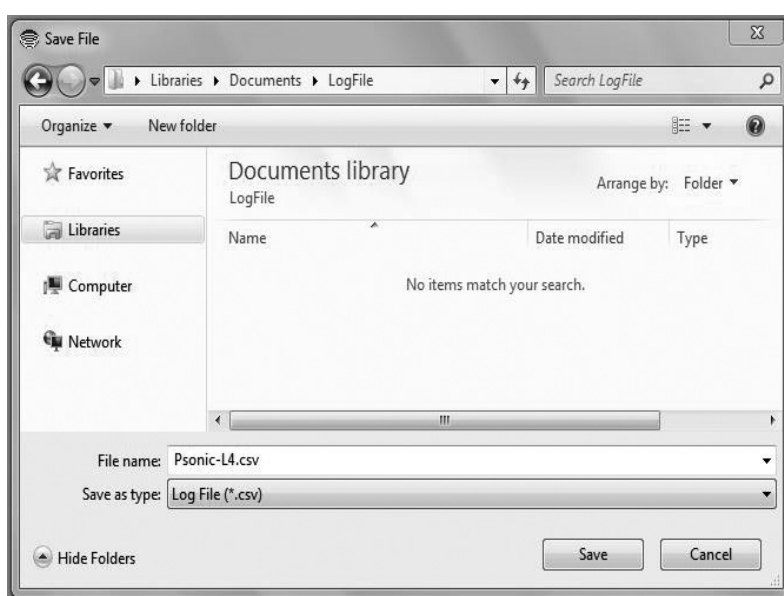 Save File
Libraries Documents LogFile
Search LogFile
Organize New folder
Favorites
Libraries
Computer
Network
Documents library
LogFile
Arrange by: Folder
Name Date modified Type
No items match your search.
File name: Psonic-L4.csv
Save as type: Log File (*.csv)
Hide Folders
Save Cancel